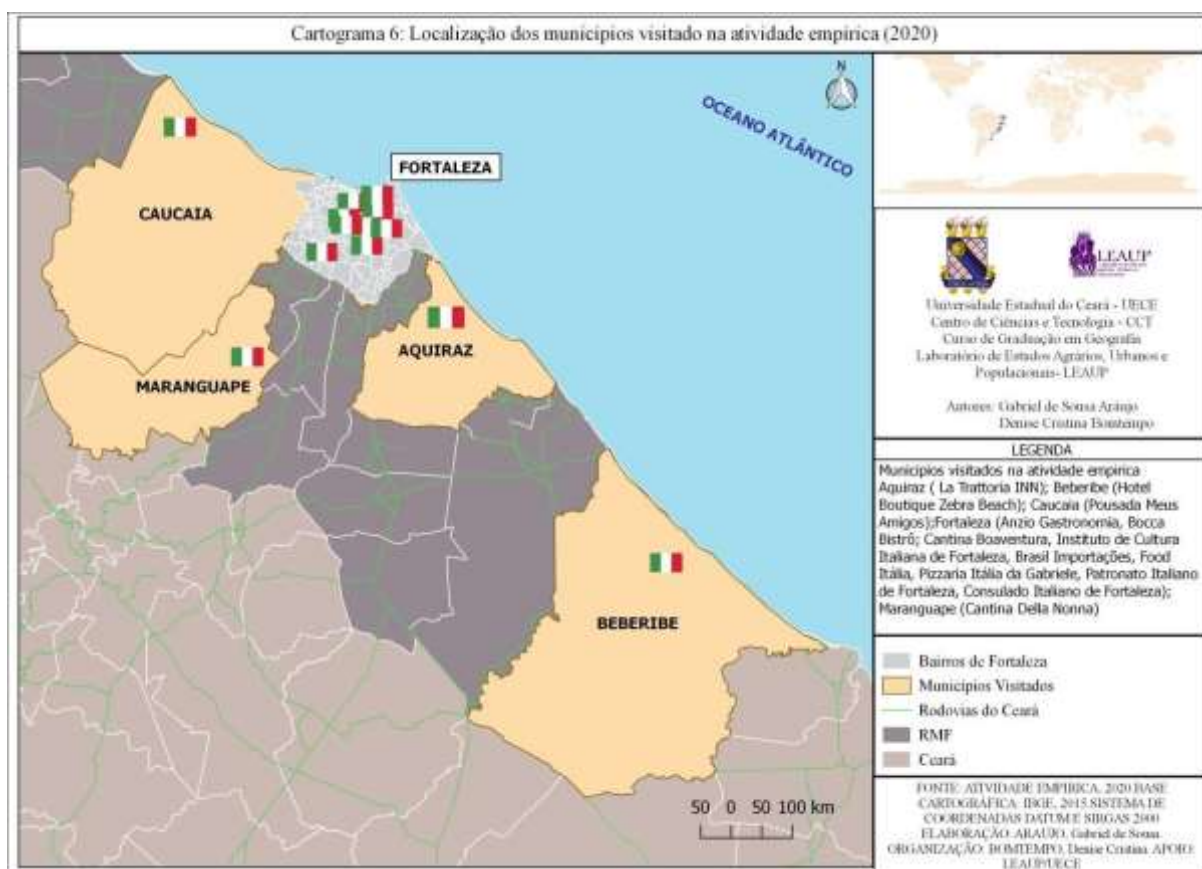 Cartograma 6: Localização dos municípios visitado na atividade empírica (2020)
N
OCEANO ATLÂNTICO
FORTALEZA
CAUCAIA
AQUIRAZ
MARANGUAPE
BEBERIBE
50 0 50 100 km
LEAUP
Universidade Estadual do Ceará - UECE
Centro de Ciências e Tecnologia - CCT
Curso de Graduação em Geografia
Laboratório de Estudos Agrários, Urbanos e
Populacionais- LEAUP
Autores: Gabriel de Sousa Araújo
Denise Cristina Bomtempo
LEGENDA
Municípios visitados na atividade empírica
Aquiraz ( La Trattoria INN); Beberibe (Hotel
Boutique Zebra Beach); Caucaia (Pousada Meus
Amigos);Fortaleza (Anzio Gastronomia, Bocca
Bistrô; Cantina Boaventura, Instituto de Cultura
Italiana de Fortaleza, Brasil Importações, Food
Itália, Pizzaria Itália da Gabriele, Patronato Italiano
de Fortaleza, Consulado Italiano de Fortaleza);
Maranguape (Cantina Della Nonna)
Bairros de Fortaleza
Municípios Visitados
Rodovias do Ceará
RMF
Ceará
FONTE: ATIVIDADE EMPÍRICA, 2020 BASE
CARTOGRÁFICA: IBGE, 2015 SISTEMA DE
COORDENADAS DATUM E SIRGAS 2000
ELABORAÇÃO: ARAÚJO, Gabriel de Sousa.
ORGANIZAÇÃO: BOMTEMPO, Denise Cristina. APOIO:
LEAUP/UECE